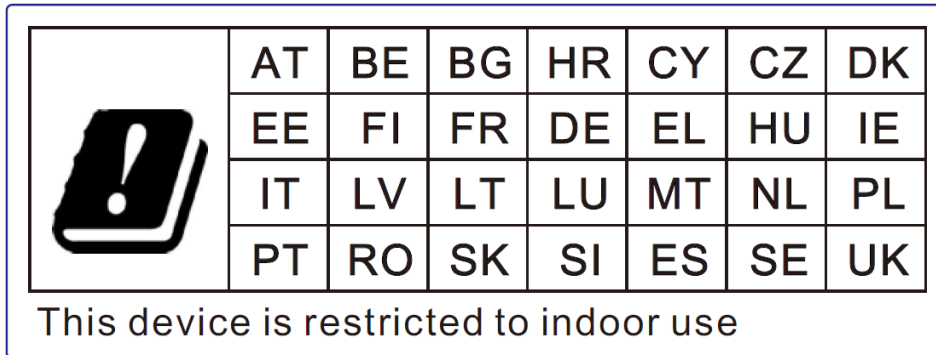 AT BE BG HR CY CZ DK
EE FI FR DE EL HU IE
IT LV LT LU MT NL PL
PT RO SK SI ES SE UK
This device is restricted to indoor use